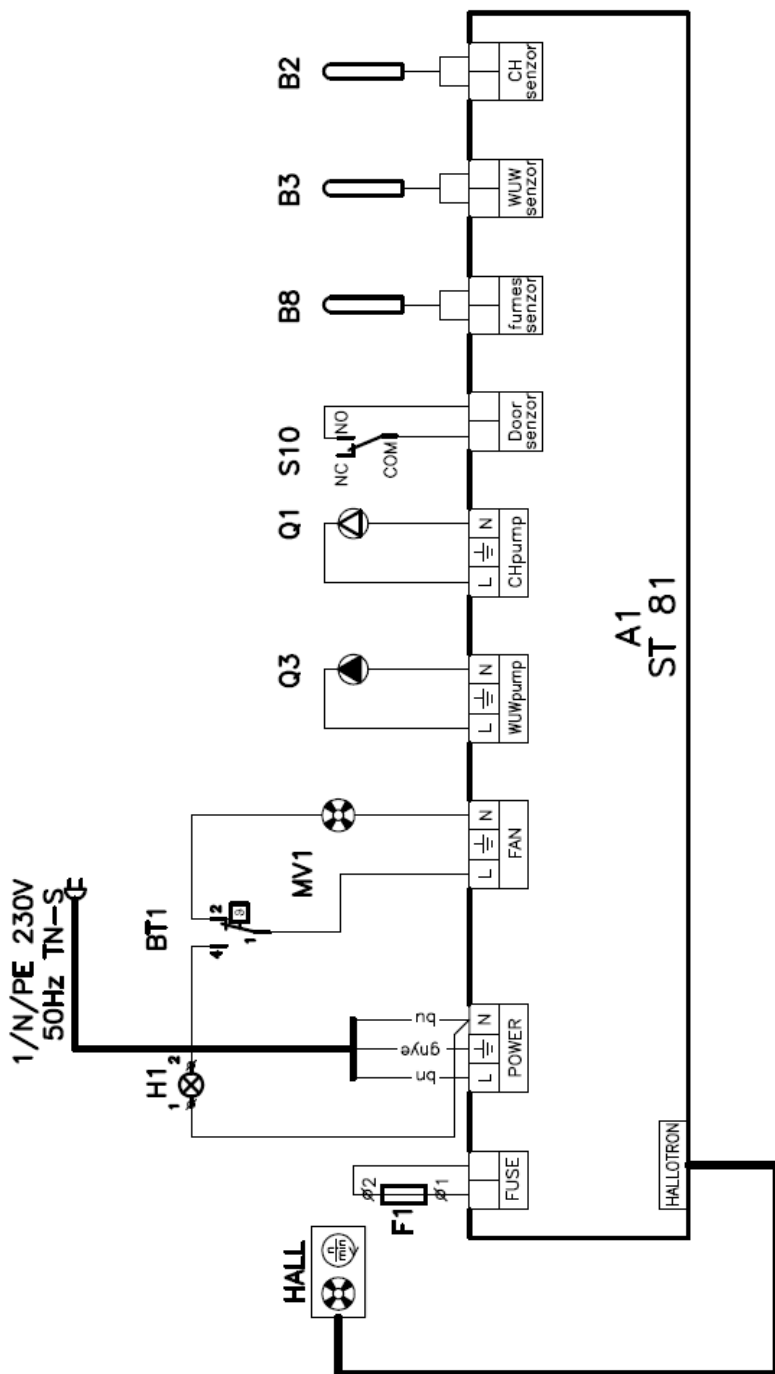 B2
CH
senzor
B3
WUW
senzor
B8
fumes
senzor
S10
NC
NO
COM
Door
senzor
Q1
L
N
CHpump
Q3
L
N
WUWpump
1/N/PE 230V
50Hz TN-S
BT1
4
2
1
ϑ
MV1
L
N
FAN
H1
1
2
bn
gnye
bu
L
N
POWER
F1
ø2
ø1
FUSE
HALL
n
min
HALLOTRON
A1
ST 81